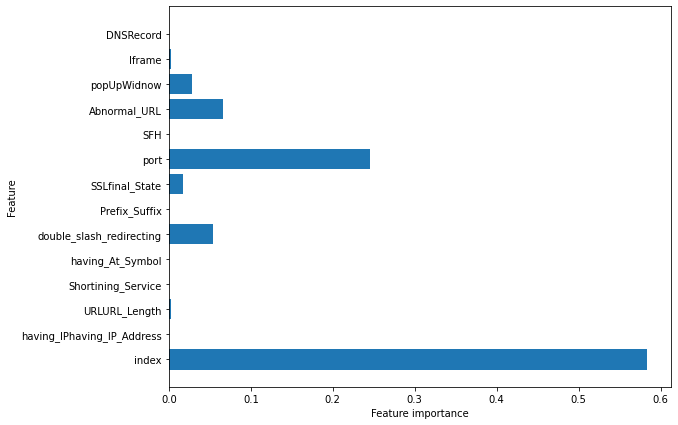 DNSRecord
Iframe
popUpWidnow
Abnormal_URL
SFH
port
SSLfinal_State
Prefix_Suffix
double_slash_redirecting
having_At_Symbol
Shortining_Service
URLURL_Length
having_IPhaving_IP_Address
index
Feature
0.0 0.1 0.2 0.3 0.4 0.5 0.6
Feature importance